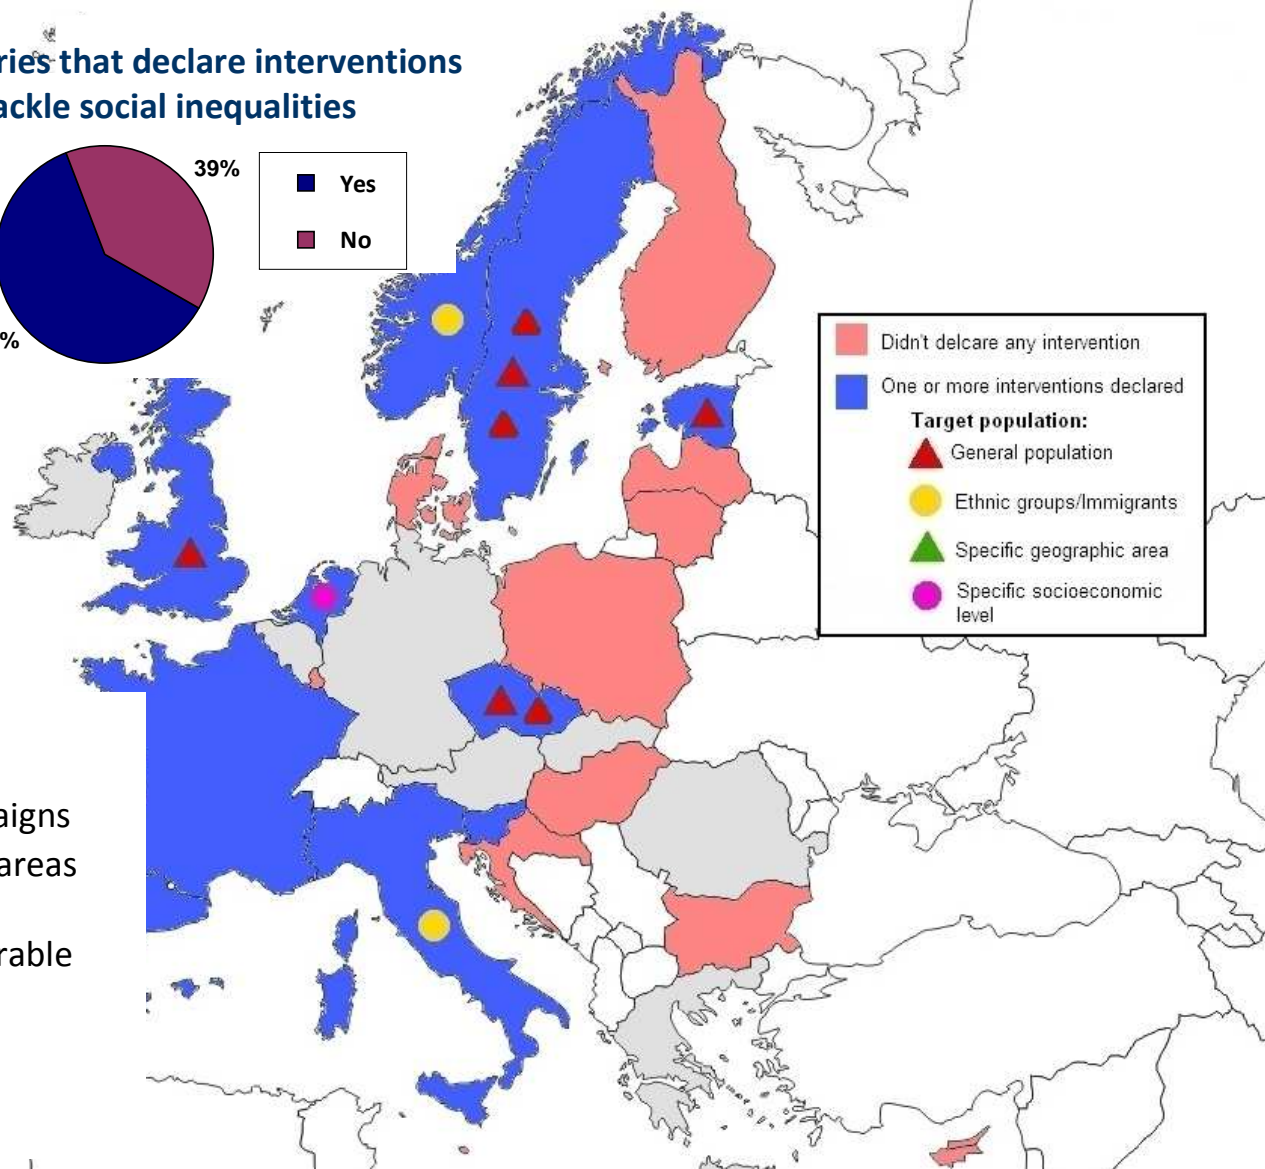 ries that declare interventions
ackle social inequalities
39%
%
Yes
No
Didn't delcare any intervention
One or more interventions declared
Target population:
General population
Ethnic groups/Immigrants
Specific geographic area
Specific socioeconomic
level
aigns
areas
rable